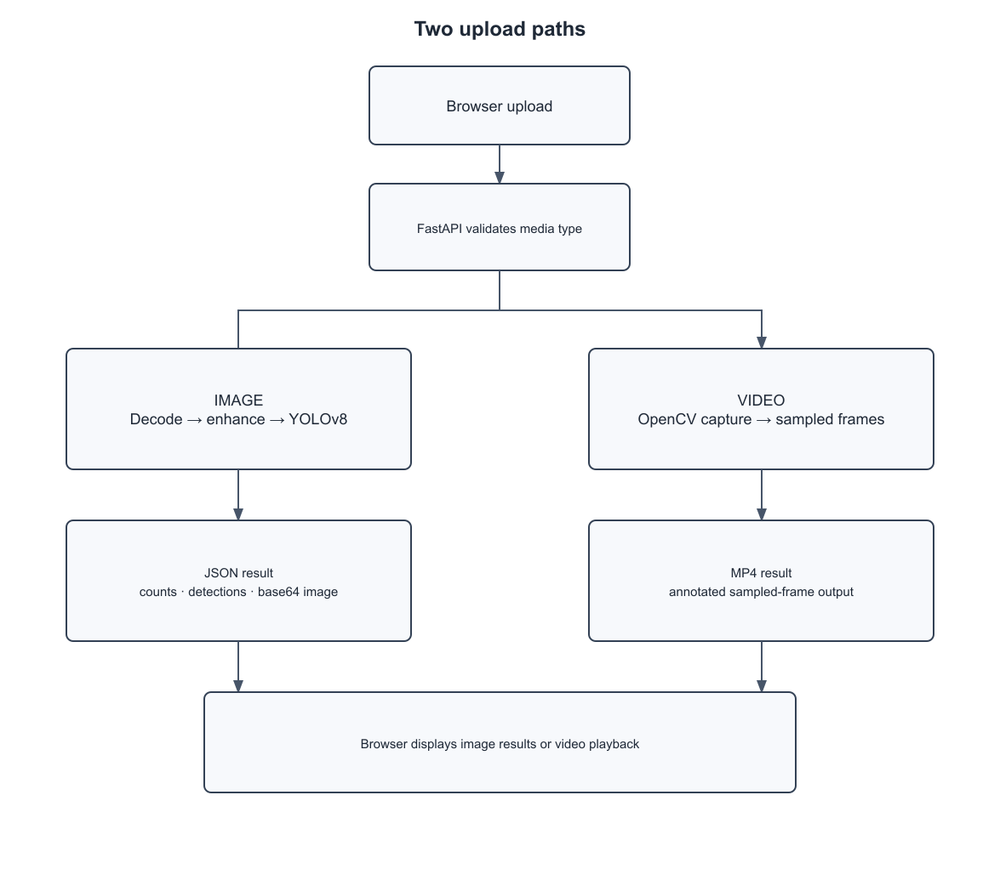 Two upload paths
Browser upload
FastAPI validates media type
IMAGE
Decode → enhance → YOLOv8
VIDEO
OpenCV capture → sampled frames
JSON result
counts · detections · base64 image
MP4 result
annotated sampled-frame output
Browser displays image results or video playback